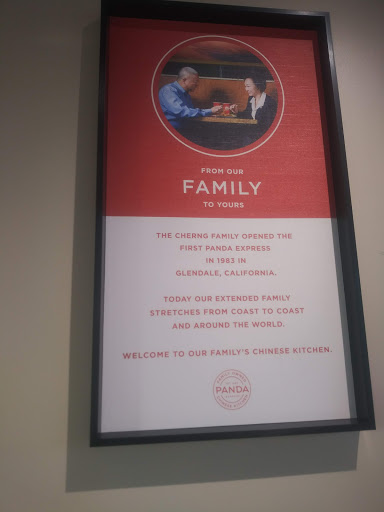 FROM OUR
FAMILY
TO YOURS
THE CHERNG FAMILY OPENED THE
FIRST PANDA EXPRESS
IN 1983 IN
GLENDALE, CALIFORNIA.
TODAY OUR EXTENDED FAMILY
STRETCHES FROM COAST TO COAST
AND AROUND THE WORLD.
WELCOME TO OUR FAMILY'S CHINESE KITCHEN.
PANDA
CHINESE KITCHEN